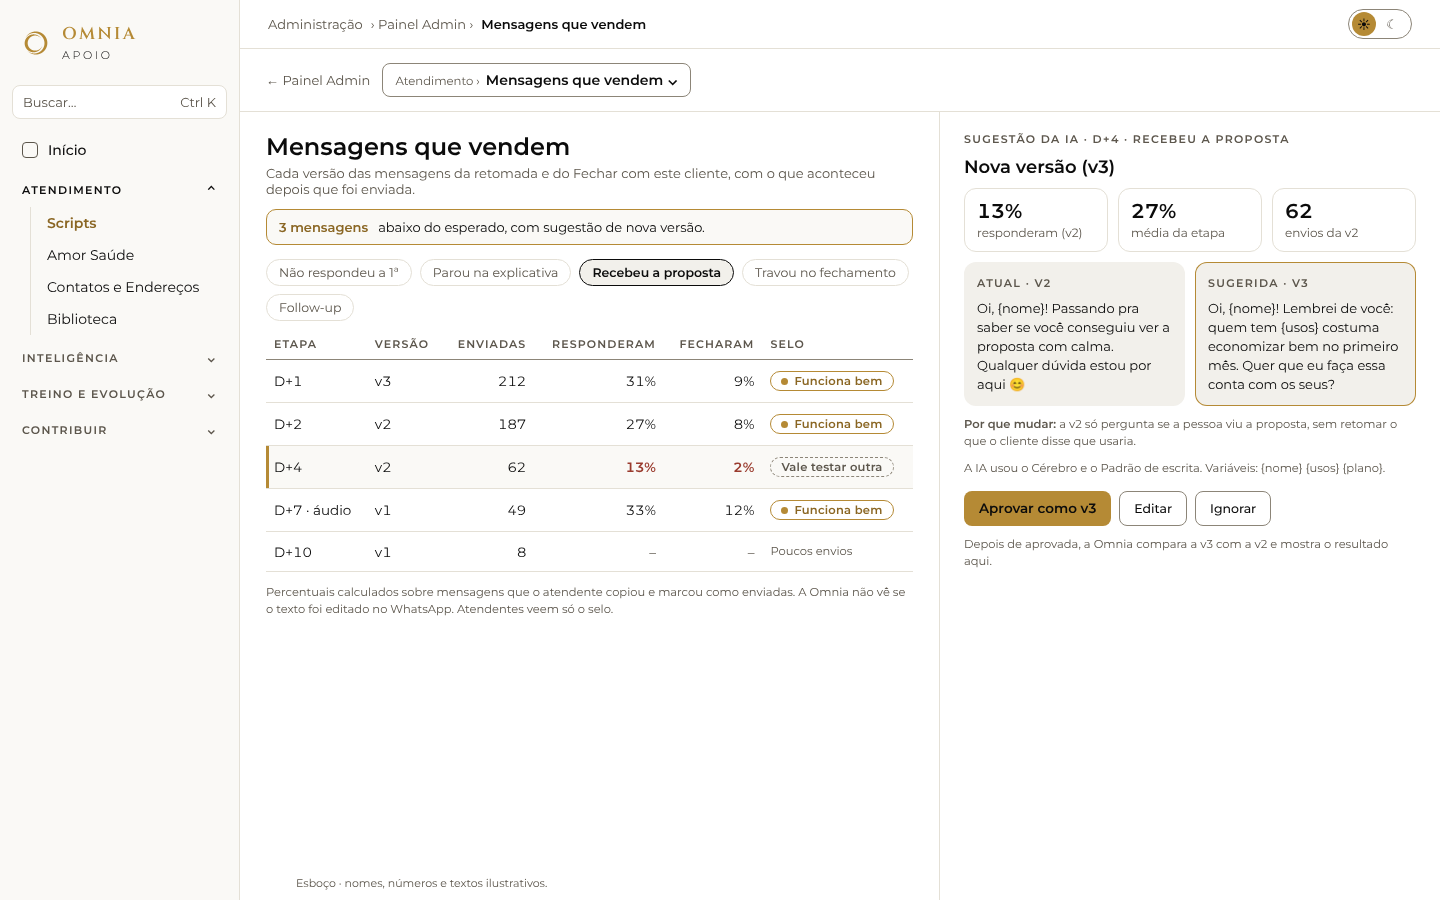 OMNIA
APOIO
Buscar... Ctrl K
Início
ATENDIMENTO
Scripts
Amor Saúde
Contatos e Endereços
Biblioteca
INTELIGÊNCIA
TREINO E EVOLUÇÃO
CONTRIBUIR
Administração › Painel Admin › Mensagens que vendem
← Painel Admin Atendimento › Mensagens que vendem
Mensagens que vendem
Cada versão das mensagens da retomada e do Fechar com este cliente, com o que aconteceu
depois que foi enviada.
3 mensagens abaixo do esperado, com sugestão de nova versão.
Não respondeu a 1ª Parou na explicativa Recebeu a proposta Travou no fechamento
Follow-up
ETAPA VERSÃO ENVIADAS RESPONDERAM FECHARAM SELO
D+1 v3 212 31% 9% Funciona bem
D+2 v2 187 27% 8% Funciona bem
D+4 v2 62 13% 2% Vale testar outra
D+7 · áudio v1 49 33% 12% Funciona bem
D+10 v1 8 – – Poucos envios
Percentuais calculados sobre mensagens que o atendente copiou e marcou como enviadas. A Omnia não vê se
o texto foi editado no WhatsApp. Atendentes veem só o selo.
Esboço · nomes, números e textos ilustrativos.
SUGESTÃO DA IA · D+4 · RECEBEU A PROPOSTA
Nova versão (v3)
13% 27% 62
responderam (v2) média da etapa envios da v2
ATUAL · V2
Oi, {nome}! Passando pra
saber se você conseguiu ver a
proposta com calma.
Qualquer dúvida estou por
aqui 😊
SUGERIDA · V3
Oi, {nome}! Lembrei de você:
quem tem {usos} costuma
economizar bem no primeiro
mês. Quer que eu faça essa
conta com os seus?
Por que mudar: a v2 só pergunta se a pessoa viu a proposta, sem retomar o
que o cliente disse que usaria.
A IA usou o Cérebro e o Padrão de escrita. Variáveis: {nome} {usos} {plano}.
Aprovar como v3 Editar Ignorar
Depois de aprovada, a Omnia compara a v3 com a v2 e mostra o resultado
aqui.